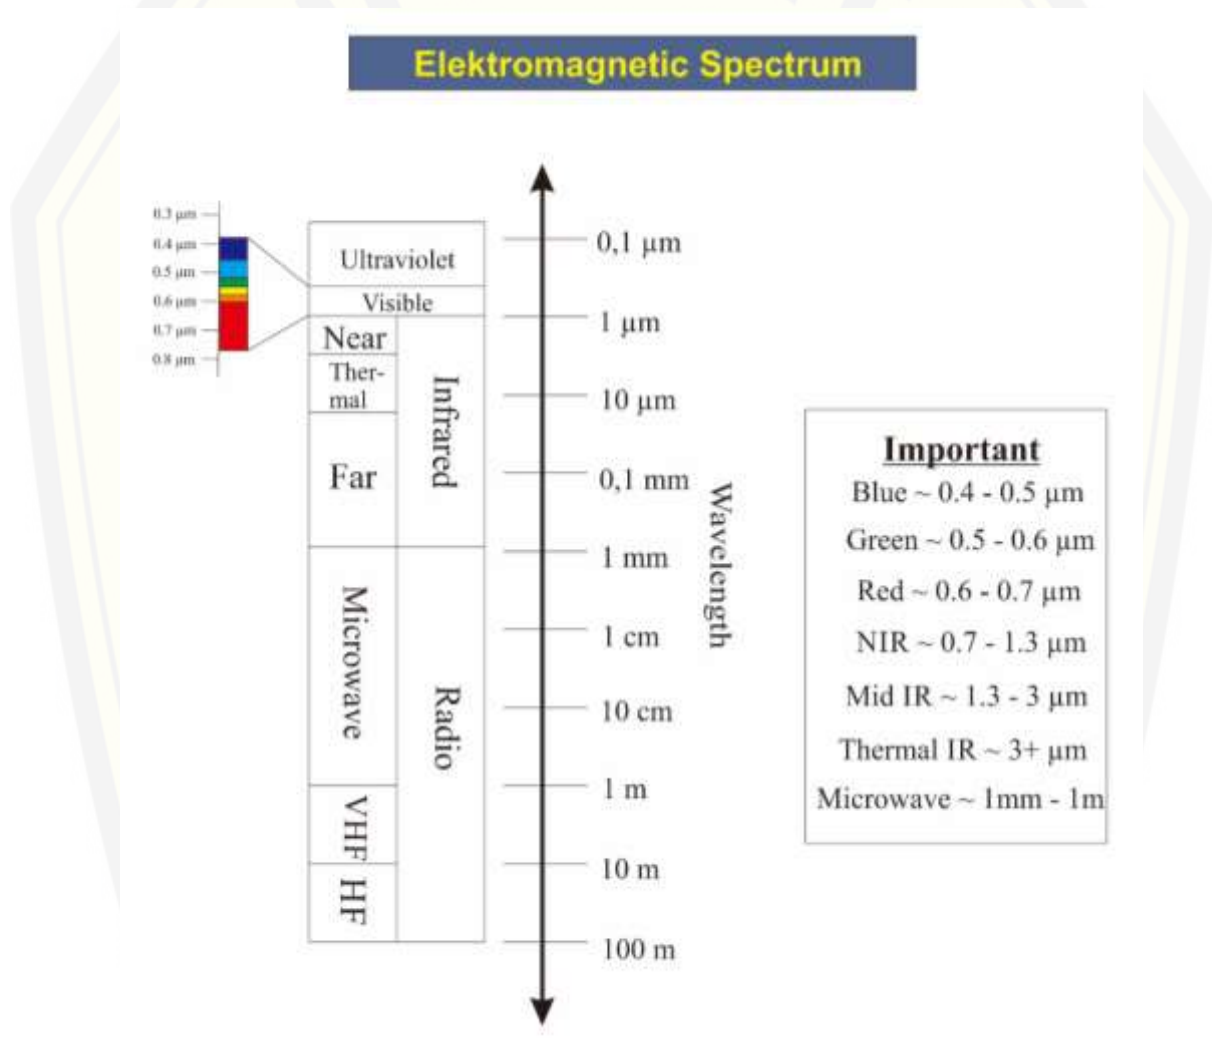 Elektromagnetic Spectrum
0.3 µm
0.4 µm
0.5 µm
0.6 µm
0.7 µm
0.8 µm
Ultraviolet
Visible
Near
Ther-
mal
Far
Infrared
Microwave
VHF
HF
Radio
0,1 µm
1 µm
10 µm
0,1 mm
1 mm
1 cm
10 cm
1 m
10 m
100 m
Wavelength
Important
Blue ~ 0.4 - 0.5 µm
Green ~ 0.5 - 0.6 µm
Red ~ 0.6 - 0.7 µm
NIR ~ 0.7 - 1.3 µm
Mid IR ~ 1.3 - 3 µm
Thermal IR ~ 3+ µm
Microwave ~ 1mm - 1m